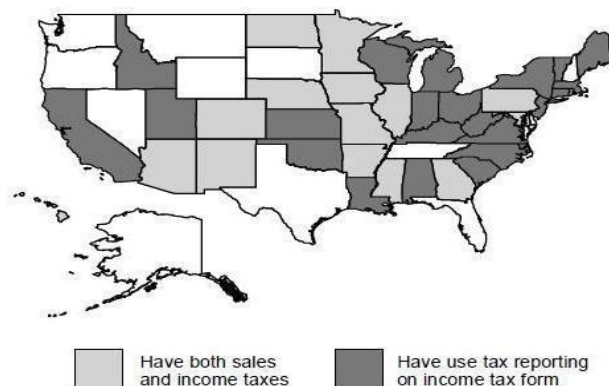 Have both sales
and income taxes
Have use tax reporting
on income tax form